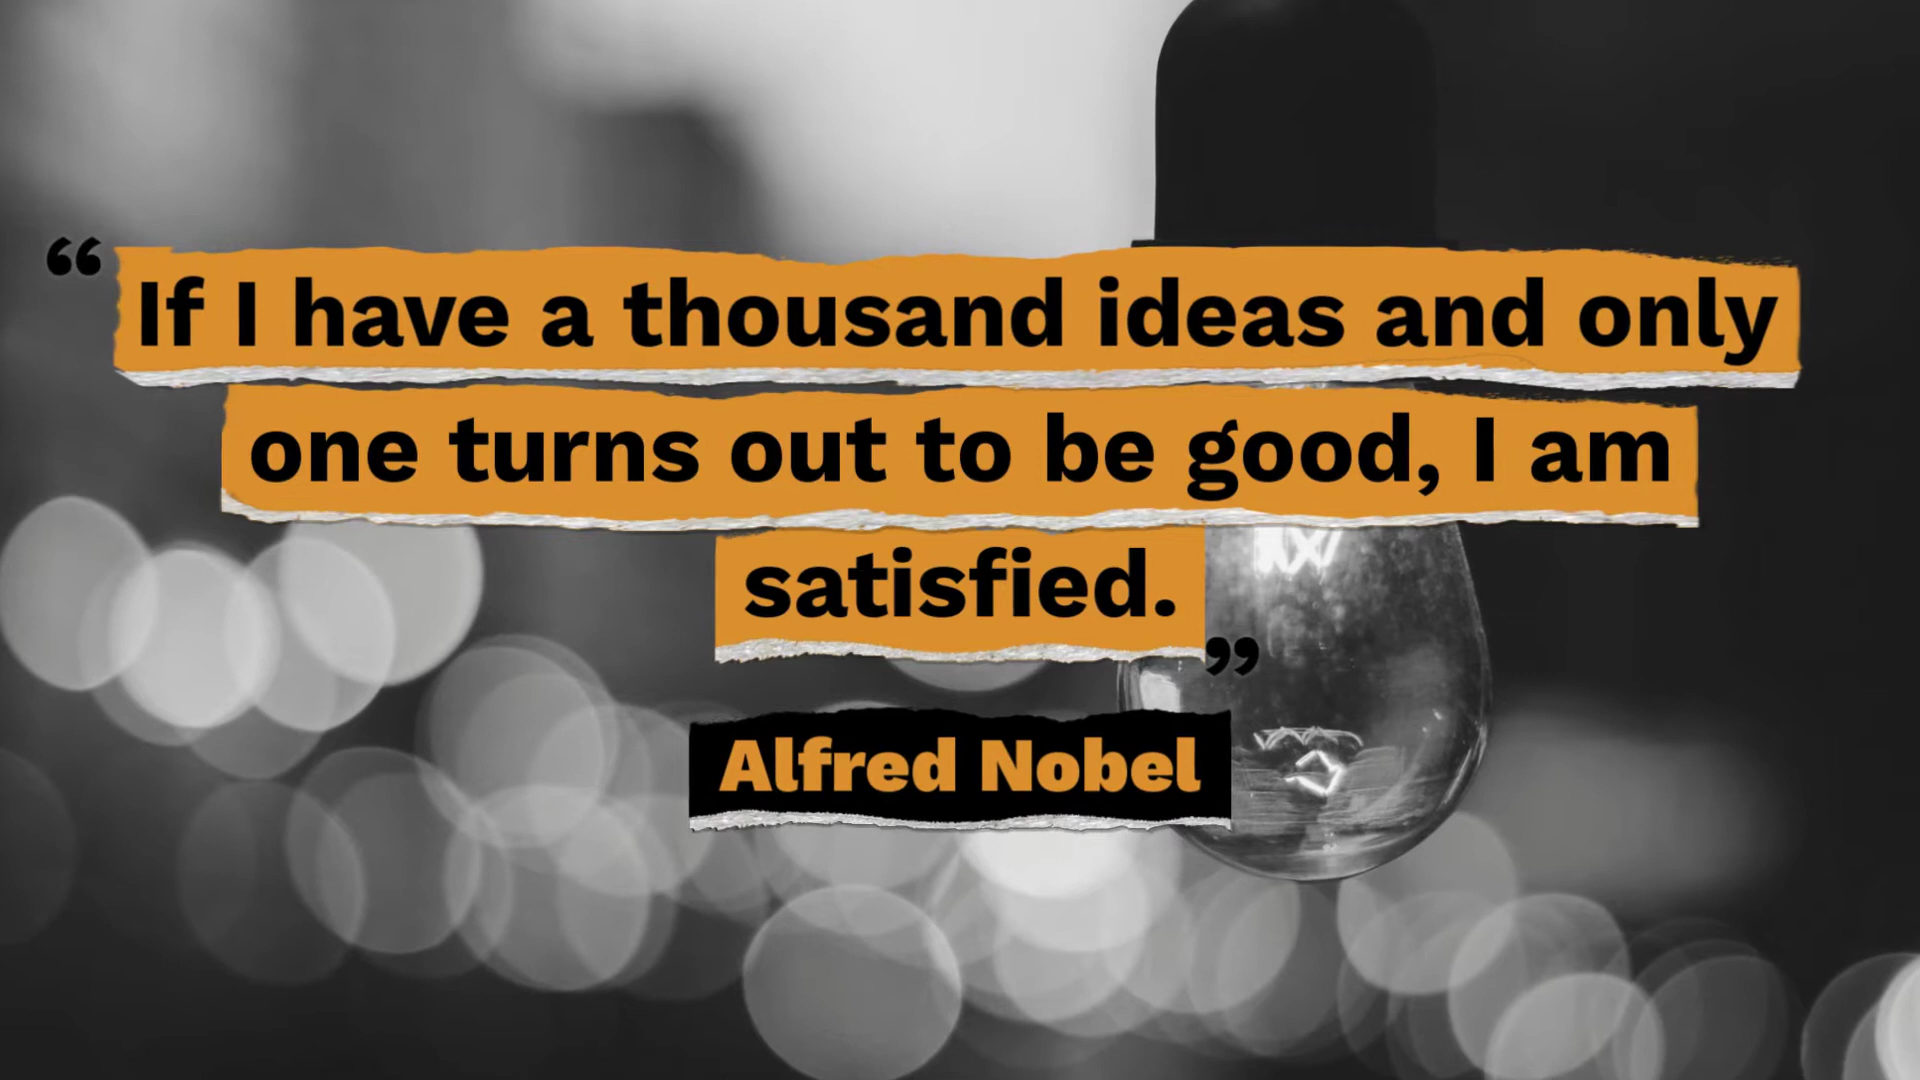 “If I have a thousand ideas and only
one turns out to be good, I am
satisfied.”
Alfred Nobel